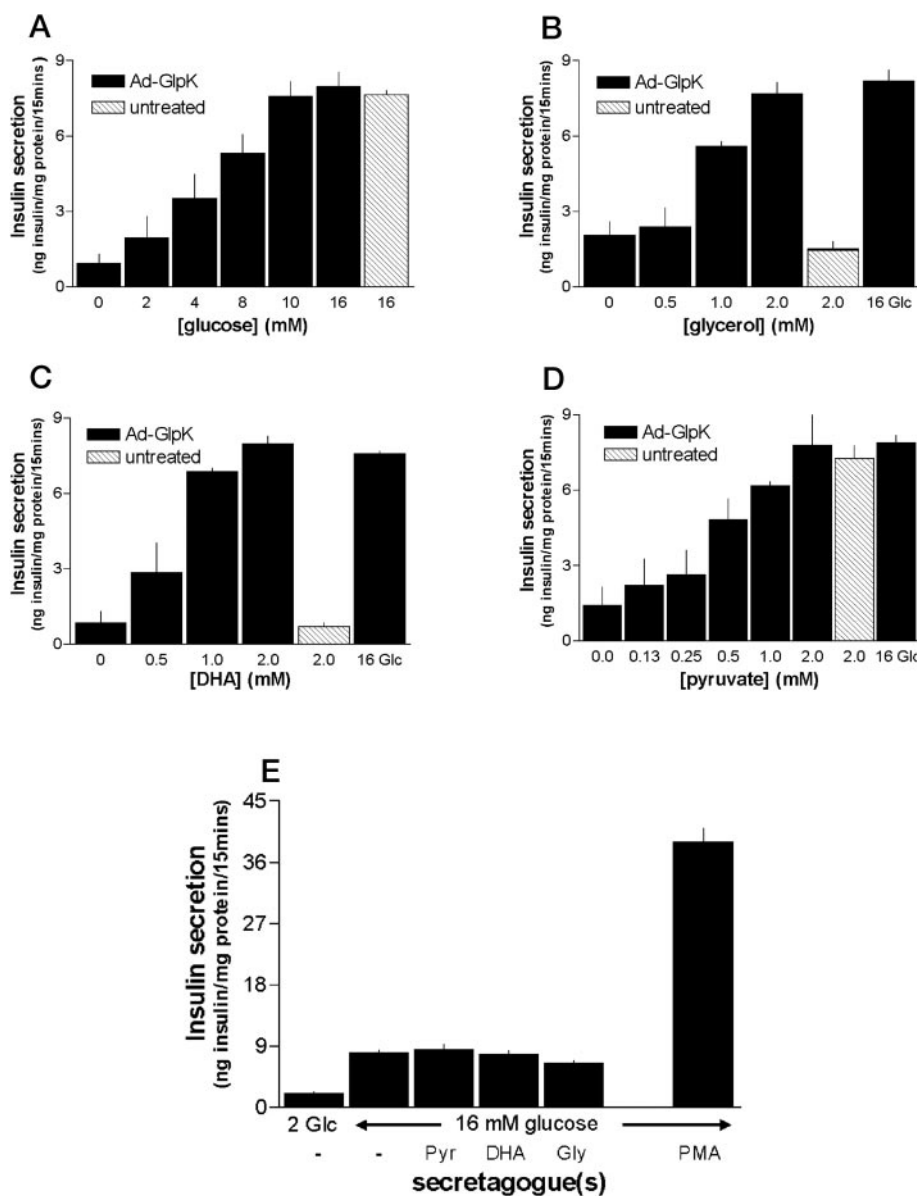 A
Insulin secretion
(ng insulin/mg protein/15mins)
9
6
3
0
Ad-GlpK
untreated
0 2 4 8 10 16 16
[glucose] (mM)
B
Insulin secretion
(ng insulin/mg protein/15mins)
9
6
3
0
Ad-GlpK
untreated
0 0.5 1.0 2.0 2.0 16 Glc
[glycerol] (mM)
C
Insulin secretion
(ng insulin/mg protein/15mins)
9
6
3
0
Ad-GlpK
untreated
0 0.5 1.0 2.0 2.0 16 Glc
[DHA] (mM)
D
Insulin secretion
(ng insulin/mg protein/15mins)
9
6
3
0
Ad-GlpK
untreated
0.0 0.13 0.25 0.5 1.0 2.0 2.0 16 Glc
[pyruvate] (mM)
E
Insulin secretion
(ng insulin/mg protein/15mins)
45
36
27
18
9
0
2 Glc 16 mM glucose
- - Pyr DHA Gly PMA
secretagogue(s)